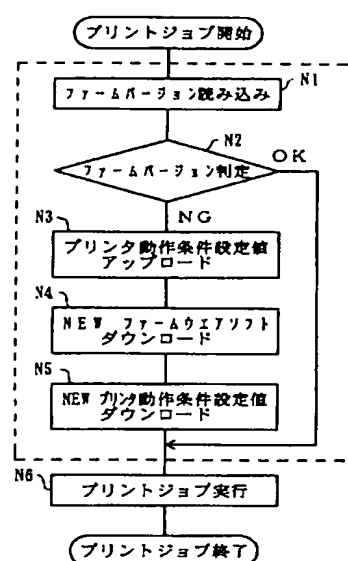 プリントジョブ開始
N1
ファームバージョン読み込み
N2
ファームバージョン判定
OK
NG
N3
プリンタ動作条件設定値
アップロード
N4
NEW ファームウエアソフト
ダウンロード
N5
NEWプリンタ動作条件設定値
ダウンロード
N6
プリントジョブ実行
プリントジョブ終了